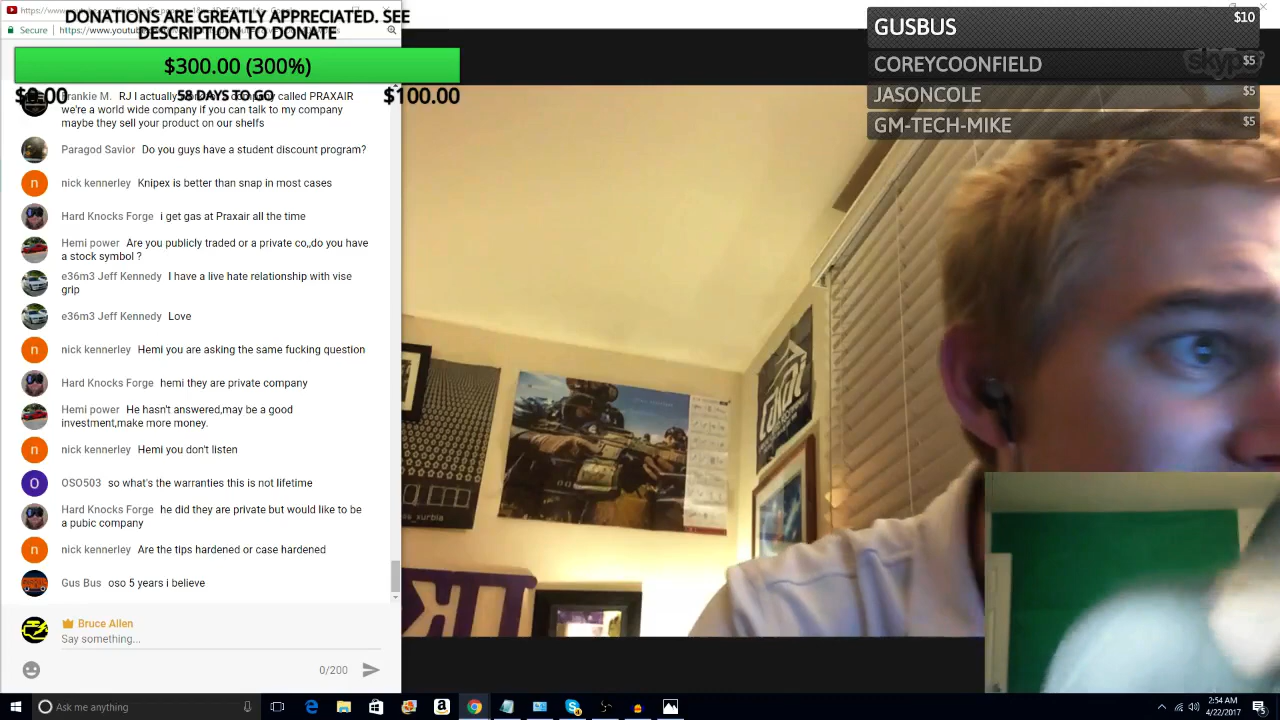 DONATIONS ARE GREATLY APPRECIATED. SEE
DESCRIPTION TO DONATE
Secure
$300.00 (300%)
$0.00
58 DAYS TO GO
$100.00
GUSBUS $10
COREYCOONFIELD $5
JASONCOLE $5
GM-TECH-MIKE $5
skype
Frankie M. RJ I actually company called PRAXAIR
we're a world wide company if you can talk to my company
maybe they sell your product on our shelfs
Paragod Savior Do you guys have a student discount program?
nick kennerley Knipex is better than snap in most cases
Hard Knocks Forge i get gas at Praxair all the time
Hemi power Are you publicly traded or a private co,,do you have
a stock symbol ?
e36m3 Jeff Kennedy I have a live hate relationship with vise
grip
e36m3 Jeff Kennedy Love
nick kennerley Hemi you are asking the same fucking question
Hard Knocks Forge hemi they are private company
Hemi power He hasn't answered,may be a good
investment,make more money.
nick kennerley Hemi you don't listen
OSO503 so what's the warranties this is not lifetime
Hard Knocks Forge he did they are private but would like to be
a pubic company
nick kennerley Are the tips hardened or case hardened
Gus Bus oso 5 years i believe
Bruce Allen
Say something...
0/200
Ask me anything
2:54 AM
4/22/2017